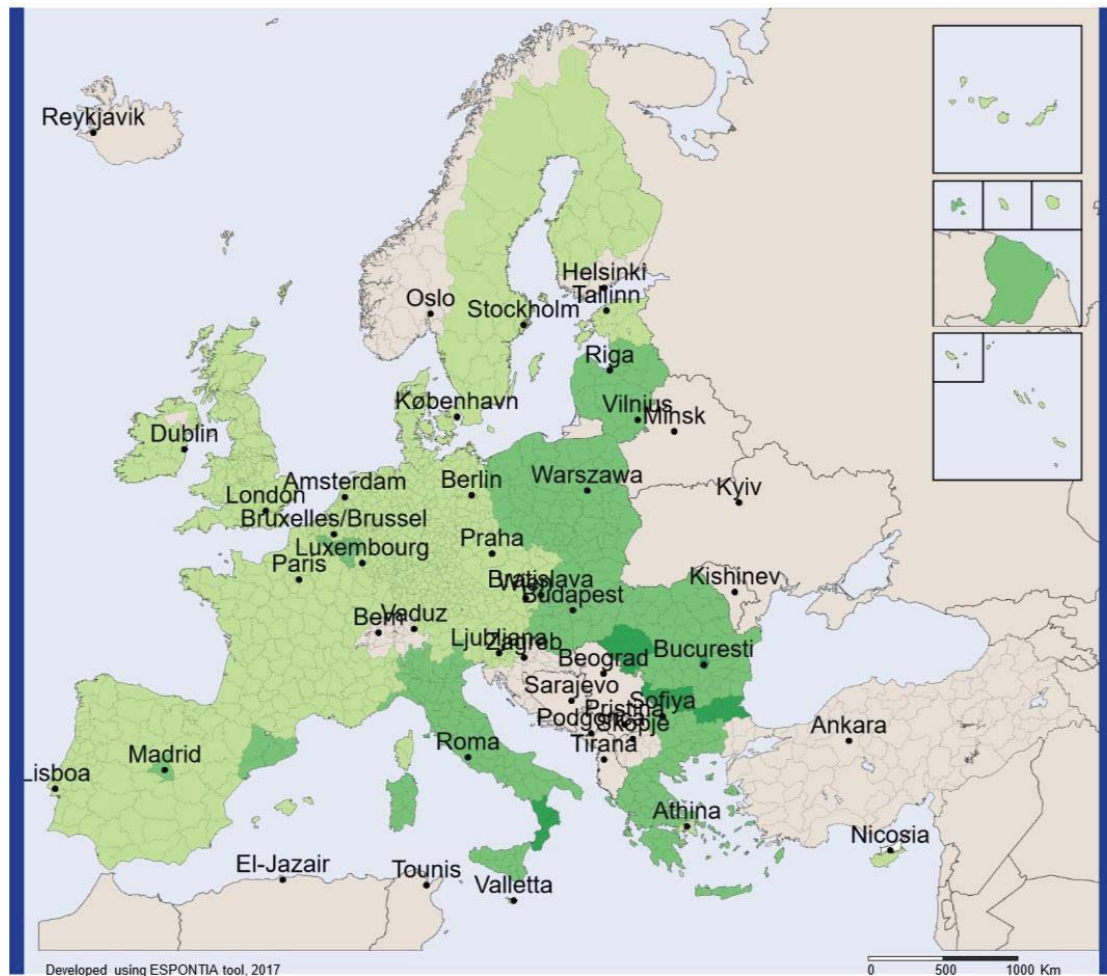 Reykjavik
Helsinki
Tallinn
Oslo
Stockholm
Riga
København
Vilnius
Minsk
Dublin
Amsterdam
Berlin
Warszawa
London
Kyiv
Bruxelles/Brussel
Praha
Luxembourg
Paris
Bratislava
Wien
Kishinev
Budapest
Bern
Vaduz
Ljubljana
Zagreb
Bucuresti
Beograd
Sarajevo
Sofiya
Pristina
Podgorica
Skopje
Ankara
Madrid
Roma
Tirana
Lisboa
Athina
Nicosia
El-Jazair
Tounis
Valletta
Developed using ESPONTIA tool, 2017
0 500 1000 Km